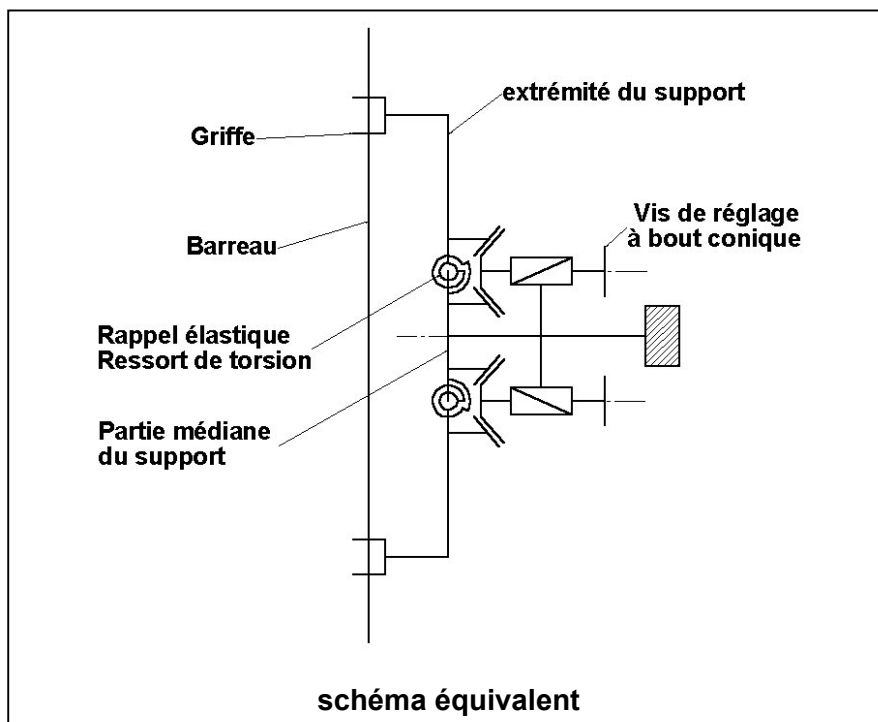 extrémité du support
Griffe
Vis de réglage
à bout conique
Barreau
Rappel élastique
Ressort de torsion
Partie médiane
du support
schéma équivalent